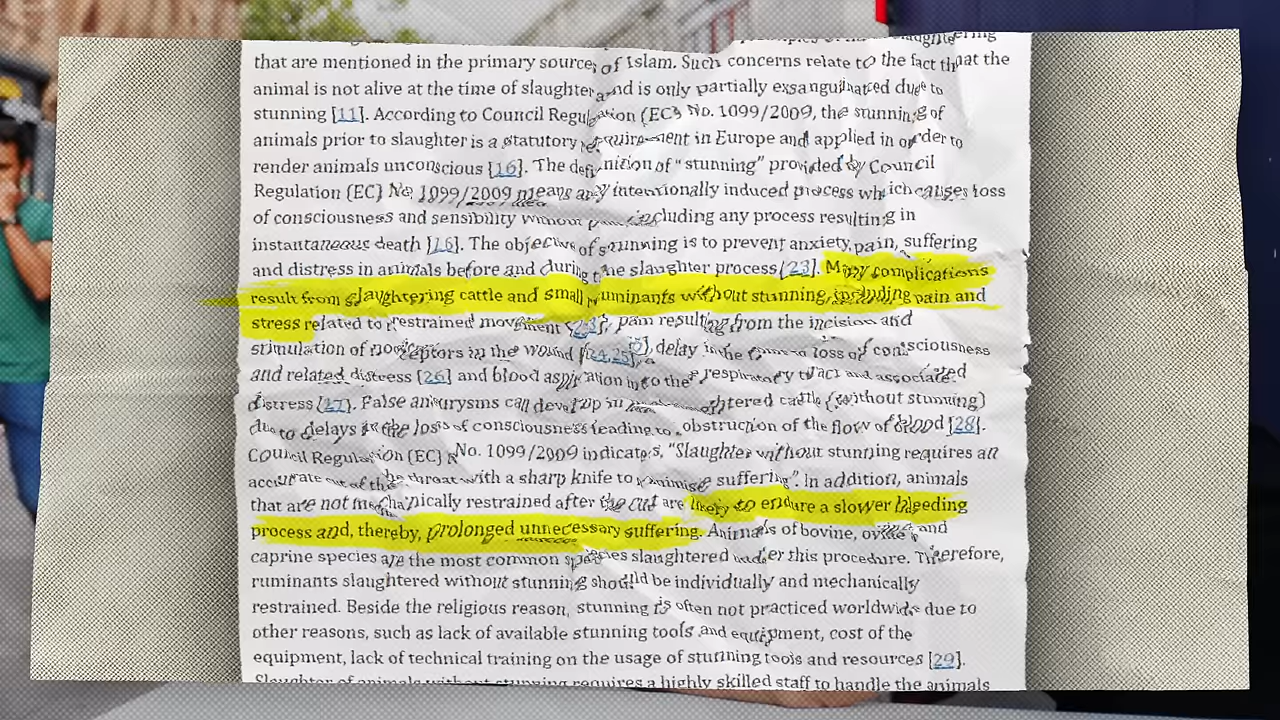 that are mentioned in the primary sources of Islam. Such concerns relate to the fact that the
animal is not alive at the time of slaughter and is only partially exsanguinated due to
stunning [11]. According to Council Regulation (EC) No. 1099/2009, the stunning of
animals prior to slaughter is a statutory requirement in Europe and applied in order to
render animals unconscious [16]. The definition of “stunning” provided by Council
Regulation (EC) No. 1099/2009 means any intentionally induced process which causes loss
of consciousness and sensibility without pain including any process resulting in
instantaneous death [16]. The objective of stunning is to prevent anxiety, pain, suffering
and distress in animals before and during the slaughter process [23]. Many complications
result from slaughtering cattle and small ruminants without stunning, including pain and
stress related to restrained movement [23], pain resulting from the incision and
stimulation of nociceptors in the wound [24,25], delay in the loss of consciousness
and related distress [26] and blood aspiration into the respiratory tract and associated
distress [27]. False aneurysms can develop in slaughtered cattle (without stunning)
due to delays in the loss of consciousness leading to obstruction of the flow of blood [28].
Council Regulation (EC) No. 1099/2009 indicates, “Slaughter without stunning requires an
accurate cut of the throat with a sharp knife to minimise suffering”. In addition, animals
that are not mechanically restrained after the cut are likely to endure a slower bleeding
process and, thereby, prolonged unnecessary suffering. Animals of bovine, ovine and
caprine species are the most common species slaughtered under this procedure. Therefore,
ruminants slaughtered without stunning should be individually and mechanically
restrained. Beside the religious reason, stunning is often not practiced worldwide due to
other reasons, such as lack of available stunning tools and equipment, cost of the
equipment, lack of technical training on the usage of stunning tools and resources [29].
Slaughter of animals without stunning requires a highly skilled staff to handle the animals